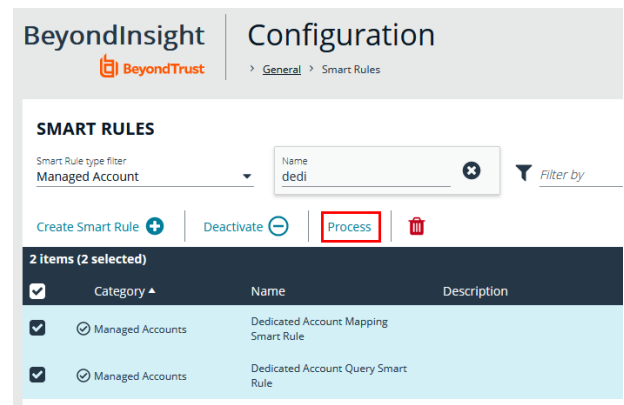 BeyondInsight
BeyondTrust
Configuration
> General > Smart Rules
SMART RULES
Smart Rule type filter
Managed Account
Name
dedi
Filter by
Create Smart Rule
Deactivate
Process
2 items (2 selected)
Category
Name
Description
Managed Accounts
Dedicated Account Mapping
Smart Rule
Managed Accounts
Dedicated Account Query Smart
Rule